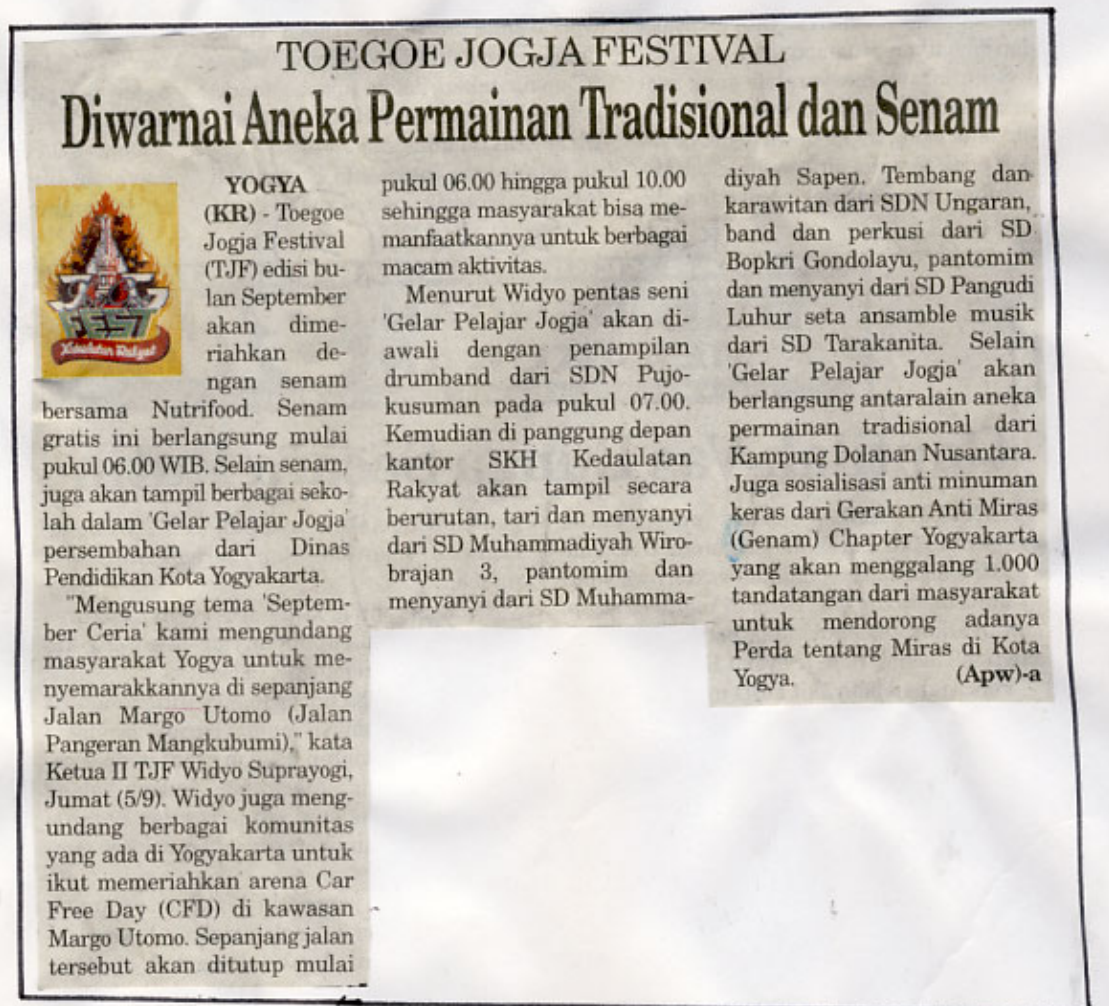 TOEGOE JOGJA FESTIVAL
Diwarnai Aneka Permainan Tradisional dan Senam
FEST
Kedaulatan Rakyat
YOGYA
(KR) - Toegoe
Jogja Festival
(TJF) edisi bu-
lan September
akan dime-
riahkan de-
ngan senam
bersama Nutrifood. Senam
gratis ini berlangsung mulai
pukul 06.00 WIB. Selain senam,
juga akan tampil berbagai seko-
lah dalam 'Gelar Pelajar Jogja'
persembahan dari Dinas
Pendidikan Kota Yogyakarta.
"Mengusung tema 'Septem-
ber Ceria' kami mengundang
masyarakat Yogya untuk me-
nyemarakkannya di sepanjang
Jalan Margo Utomo (Jalan
Pangeran Mangkubumi)," kata
Ketua II TJF Widyo Suprayogi,
Jumat (5/9). Widyo juga meng-
undang berbagai komunitas
yang ada di Yogyakarta untuk
ikut memeriahkan arena Car
Free Day (CFD) di kawasan
Margo Utomo. Sepanjang jalan
tersebut akan ditutup mulai
pukul 06.00 hingga pukul 10.00
sehingga masyarakat bisa me-
manfaatkannya untuk berbagai
macam aktivitas.
Menurut Widyo pentas seni
'Gelar Pelajar Jogja' akan di-
awali dengan penampilan
drumband dari SDN Pujo-
kusuman pada pukul 07.00.
Kemudian di panggung depan
kantor SKH Kedaulatan
Rakyat akan tampil secara
berurutan, tari dan menyanyi
dari SD Muhammadiyah Wiro-
brajan 3, pantomim dan
menyanyi dari SD Muhamma-
diyah Sapen. Tembang dan
karawitan dari SDN Ungaran,
band dan perkusi dari SD
Bopkri Gondolayu, pantomim
dan menyanyi dari SD Pangudi
Luhur seta ansamble musik
dari SD Tarakanita. Selain
'Gelar Pelajar Jogja' akan
berlangsung antaralain aneka
permainan tradisional dari
Kampung Dolanan Nusantara.
Juga sosialisasi anti minuman
keras dari Gerakan Anti Miras
(Genam) Chapter Yogyakarta
yang akan menggalang 1.000
tandatangan dari masyarakat
untuk mendorong adanya
Perda tentang Miras di Kota
Yogya. (Apw)-a